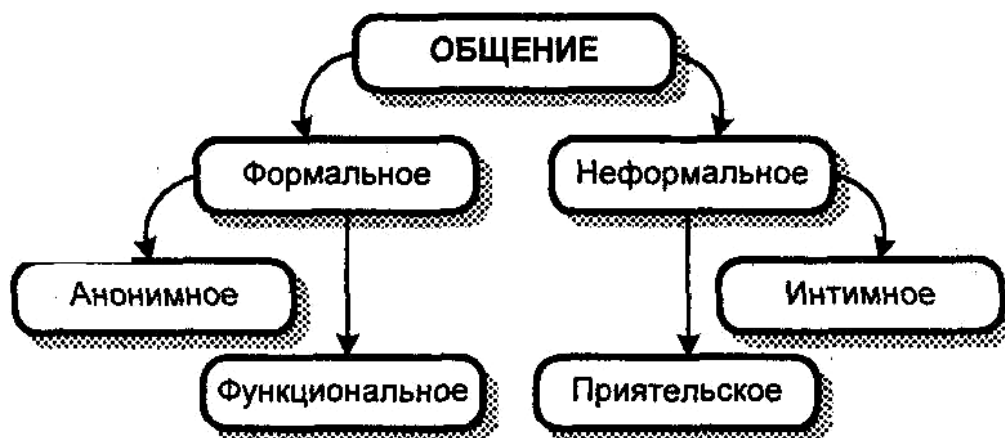 ОБЩЕНИЕ
Формальное
Неформальное
Анонимное
Интимное
Функциональное
Приятельское